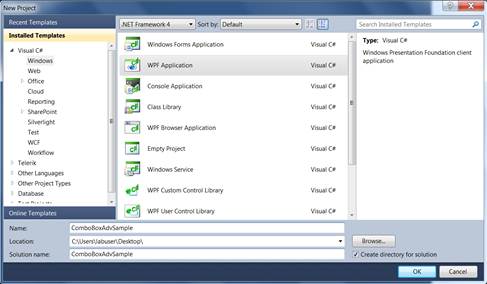 New Project
Recent Templates
.NET Framework 4
Sort by:
Default
Search Installed Templates
Installed Templates
Visual C#
Windows
Web
Office
Cloud
Reporting
SharePoint
Silverlight
Test
WCF
Workflow
Telerik
Other Languages
Other Project Types
Database
Test Projects
Online Templates
Windows Forms Application Visual C#
WPF Application Visual C#
Console Application Visual C#
Class Library Visual C#
WPF Browser Application Visual C#
Empty Project Visual C#
Windows Service Visual C#
WPF Custom Control Library Visual C#
WPF User Control Library Visual C#
Type: Visual C#
Windows Presentation Foundation client
application
Name: ComboBoxAdvSample
Location: C:\Users\labuser\Desktop\
Browse...
Solution name: ComboBoxAdvSample
Create directory for solution
OK
Cancel